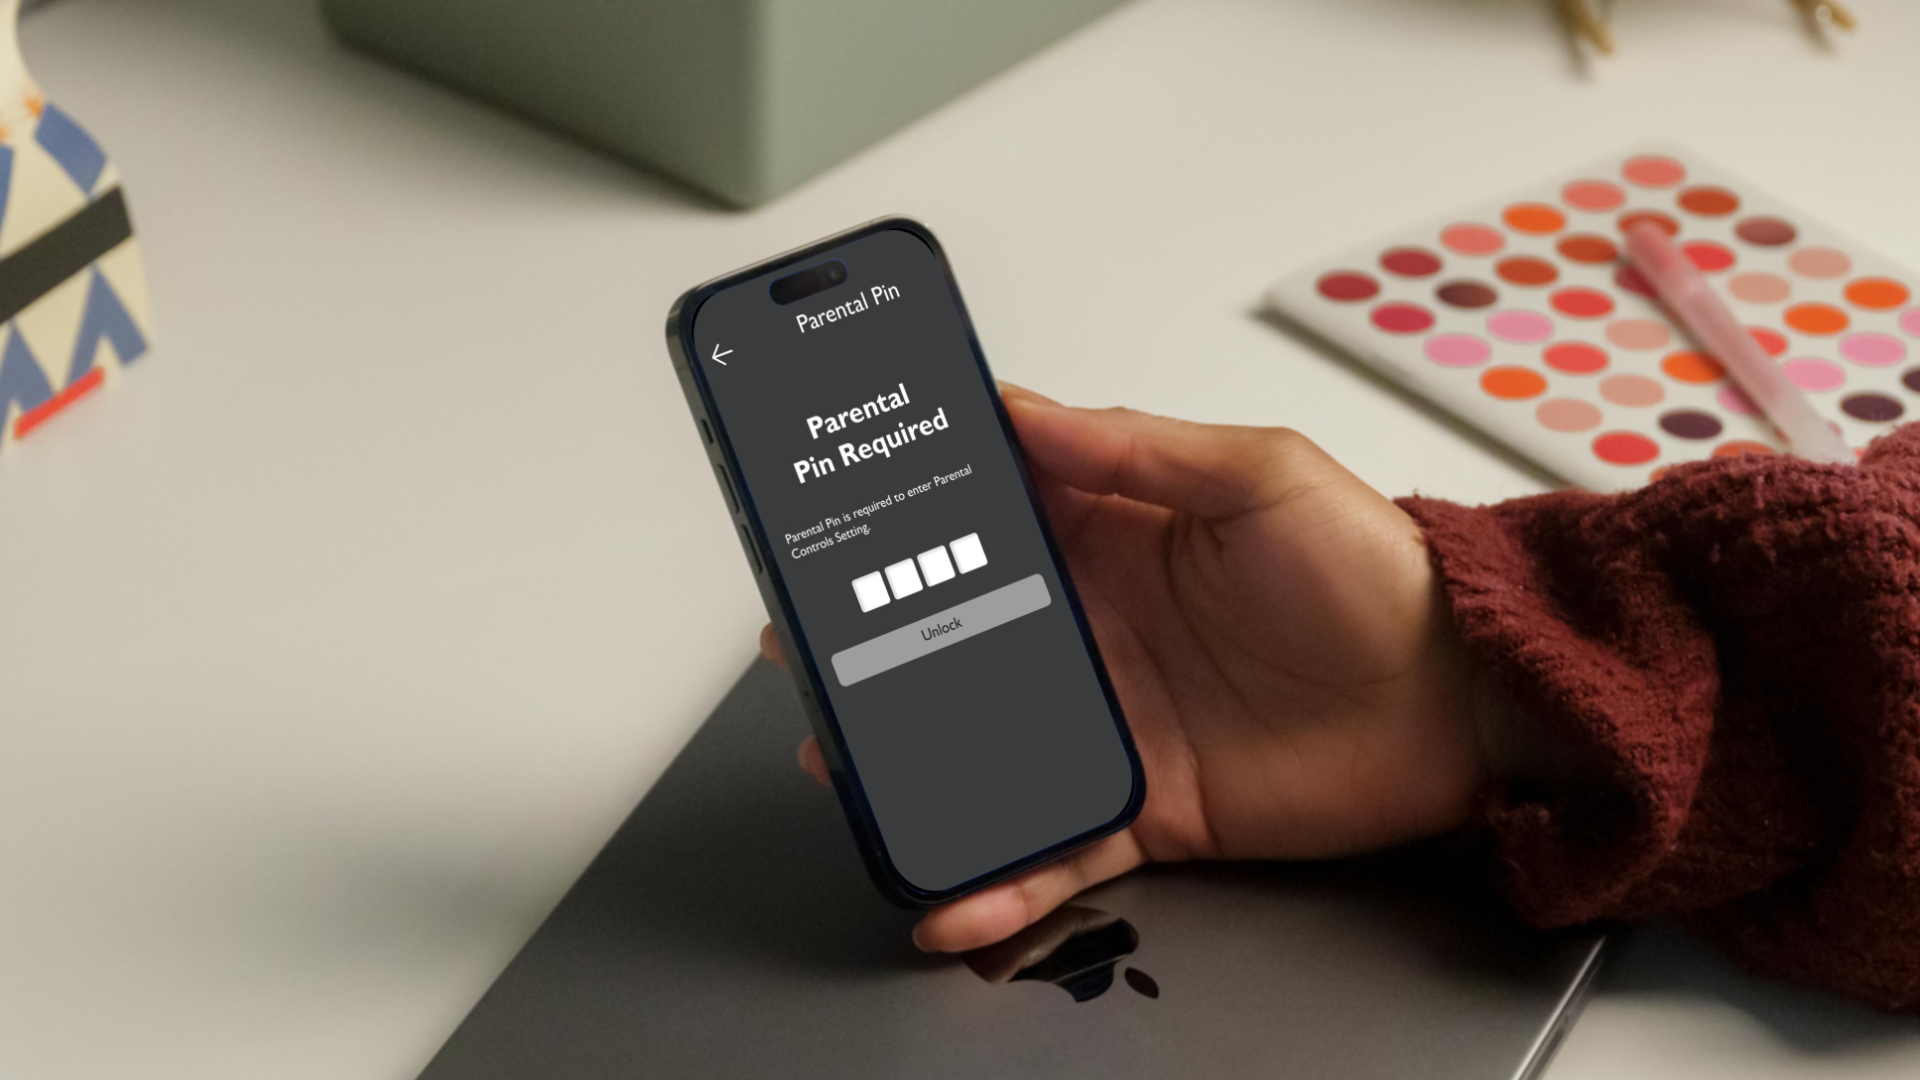 Parental Pin
Parental
Pin Required
Parental Pin is required to enter Parental
Controls Setting.
Unlock